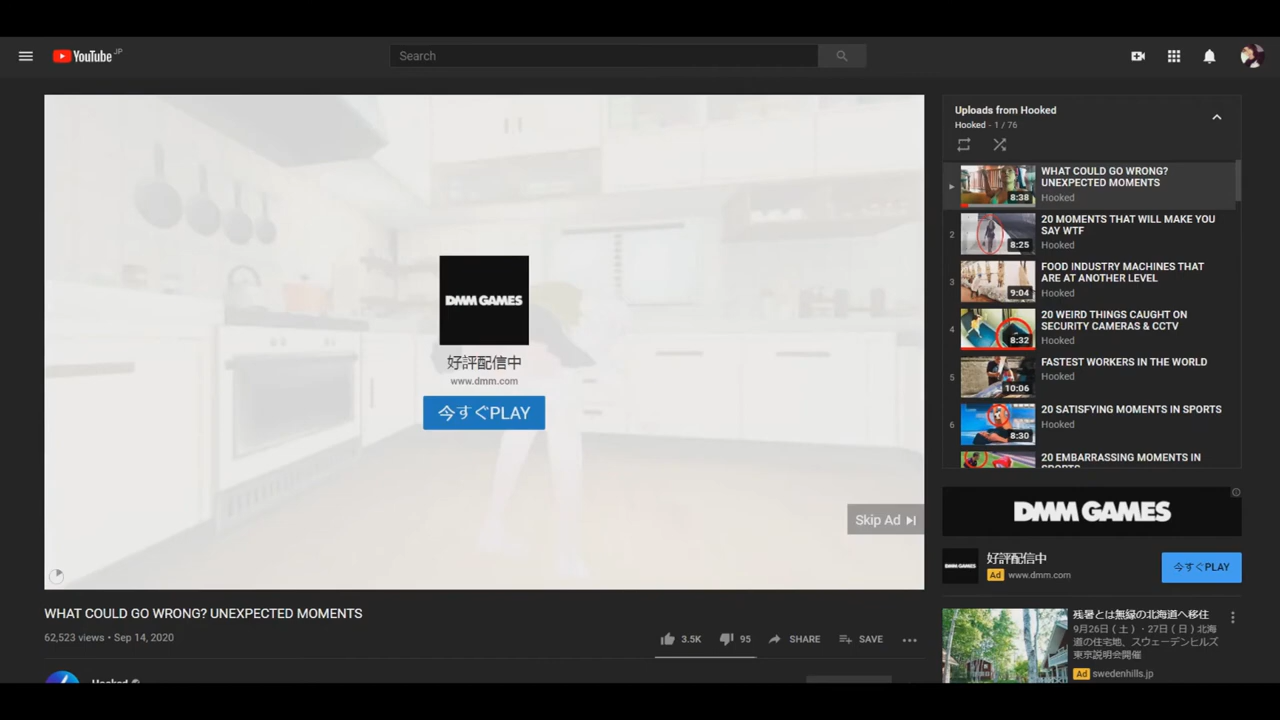 YouTube JP
Search
DMM GAMES
好評配信中
www.dmm.com
今すぐPLAY
Skip Ad
WHAT COULD GO WRONG? UNEXPECTED MOMENTS
62,523 views • Sep 14, 2020
3.5K
95
SHARE
SAVE
Hooked
Uploads from Hooked
Hooked - 1 / 76
8:38
WHAT COULD GO WRONG?
UNEXPECTED MOMENTS
Hooked
2
8:25
20 MOMENTS THAT WILL MAKE YOU
SAY WTF
Hooked
3
9:04
FOOD INDUSTRY MACHINES THAT
ARE AT ANOTHER LEVEL
Hooked
4
8:32
20 WEIRD THINGS CAUGHT ON
SECURITY CAMERAS & CCTV
Hooked
5
10:06
FASTEST WORKERS IN THE WORLD
Hooked
6
8:30
20 SATISFYING MOMENTS IN SPORTS
Hooked
20 EMBARRASSING MOMENTS IN
SPORTS
DMM GAMES
DMM GAMES
好評配信中
Ad www.dmm.com
今すぐPLAY
残暑とは無縁の北海道へ移住
9月26日（土）・27日（日）北海
道の住宅地、スウェーデンヒルズ
東京説明会開催
Ad swedenhills.jp